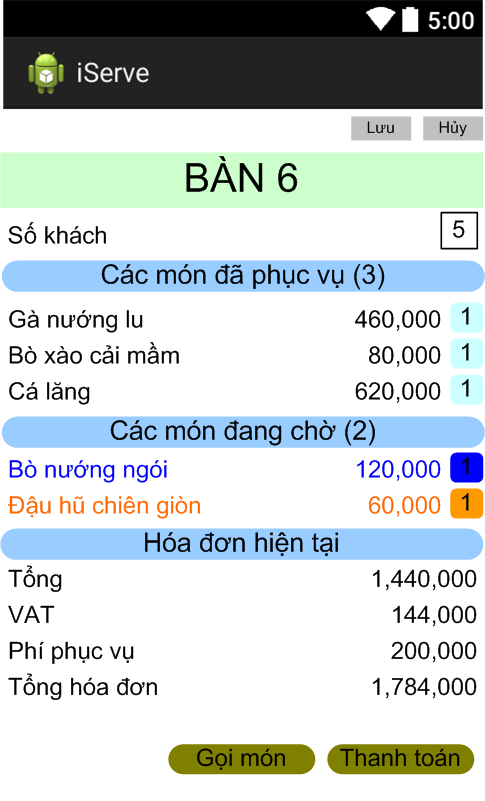 5:00
iServe
Lưu Hủy
BÀN 6
Số khách 5
Các món đã phục vụ (3)
Gà nướng lu 460,000 1
Bò xào cải mầm 80,000 1
Cá lăng 620,000 1
Các món đang chờ (2)
Bò nướng ngói 120,000 1
Đậu hũ chiên giòn 60,000 1
Hóa đơn hiện tại
Tổng 1,440,000
VAT 144,000
Phí phục vụ 200,000
Tổng hóa đơn 1,784,000
Gọi món Thanh toán